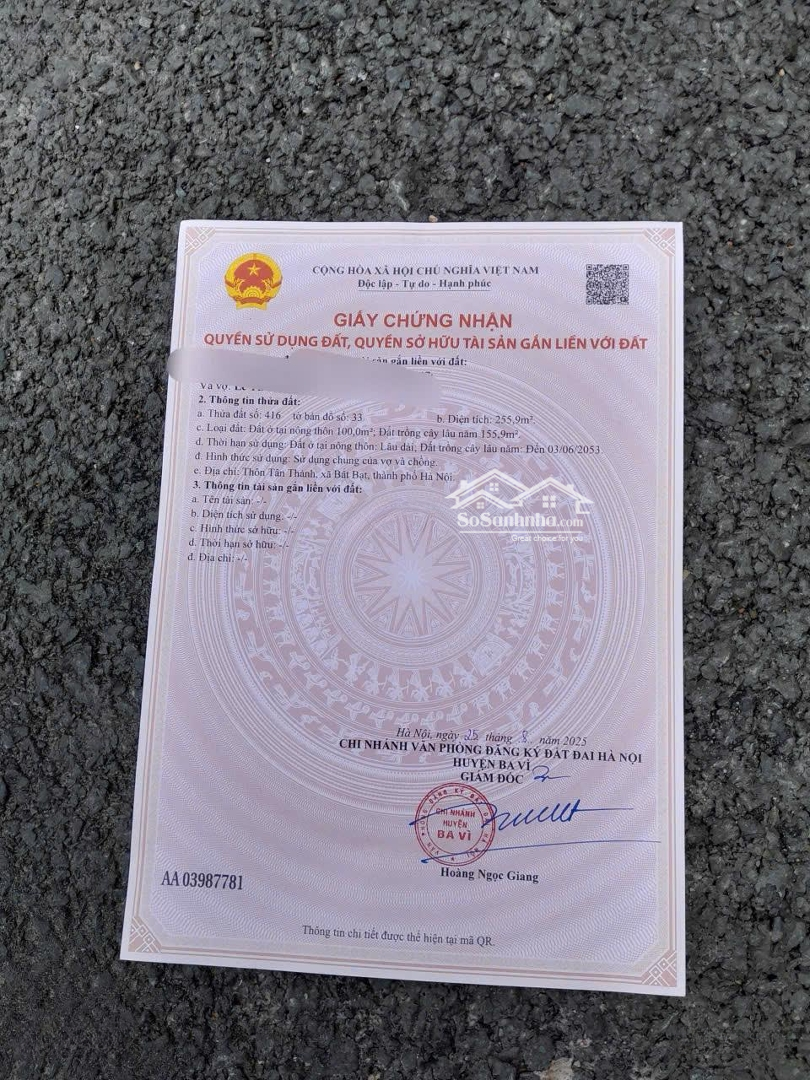 CỘNG HÒA XÃ HỘI CHỦ NGHĨA VIỆT NAM
Độc lập - Tự do - Hạnh phúc
GIẤY CHỨNG NHẬN
QUYỀN SỬ DỤNG ĐẤT, QUYỀN SỞ HỮU TÀI SẢN GẮN LIỀN VỚI ĐẤT
sản gắn liền với đất:
Và vợ:
2. Thông tin thửa đất:
a. Thửa đất số: 416 tờ bản đồ số: 33 b. Diện tích: 255,9m².
c. Loại đất: Đất ở tại nông thôn 100,0m²; Đất trồng cây lâu năm 155,9m².
d. Thời hạn sử dụng: Đất ở tại nông thôn: Lâu dài; Đất trồng cây lâu năm: Đến 03/06/2053
đ. Hình thức sử dụng: Sử dụng chung của vợ và chồng.
e. Địa chỉ: Thôn Tân Thành, xã Bất Bạt, thành phố Hà Nội.
3. Thông tin tài sản gắn liền với đất:
a. Tên tài sản: -/-
b. Diện tích sử dụng: -/-
c. Hình thức sở hữu: -/-
d. Thời hạn sở hữu: -/-
đ. Địa chỉ: -/-
SoSanhnha.com
Great choice for you
Hà Nội, ngày 25 tháng 8 năm 2025
CHI NHÁNH VĂN PHÒNG ĐĂNG KÝ ĐẤT ĐAI HÀ NỘI
HUYỆN BA VÌ
GIÁM ĐỐC
CHI NHÁNH
HUYỆN
BA VÌ
Hoàng Ngọc Giang
AA 03987781
Thông tin chi tiết được thể hiện tại mã QR.